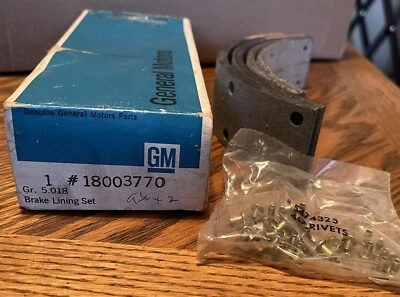 General Motors
Genuine General Motors Parts
GM
1 #18003770
Gr. 5.018
Brake Lining Set
RIVETS